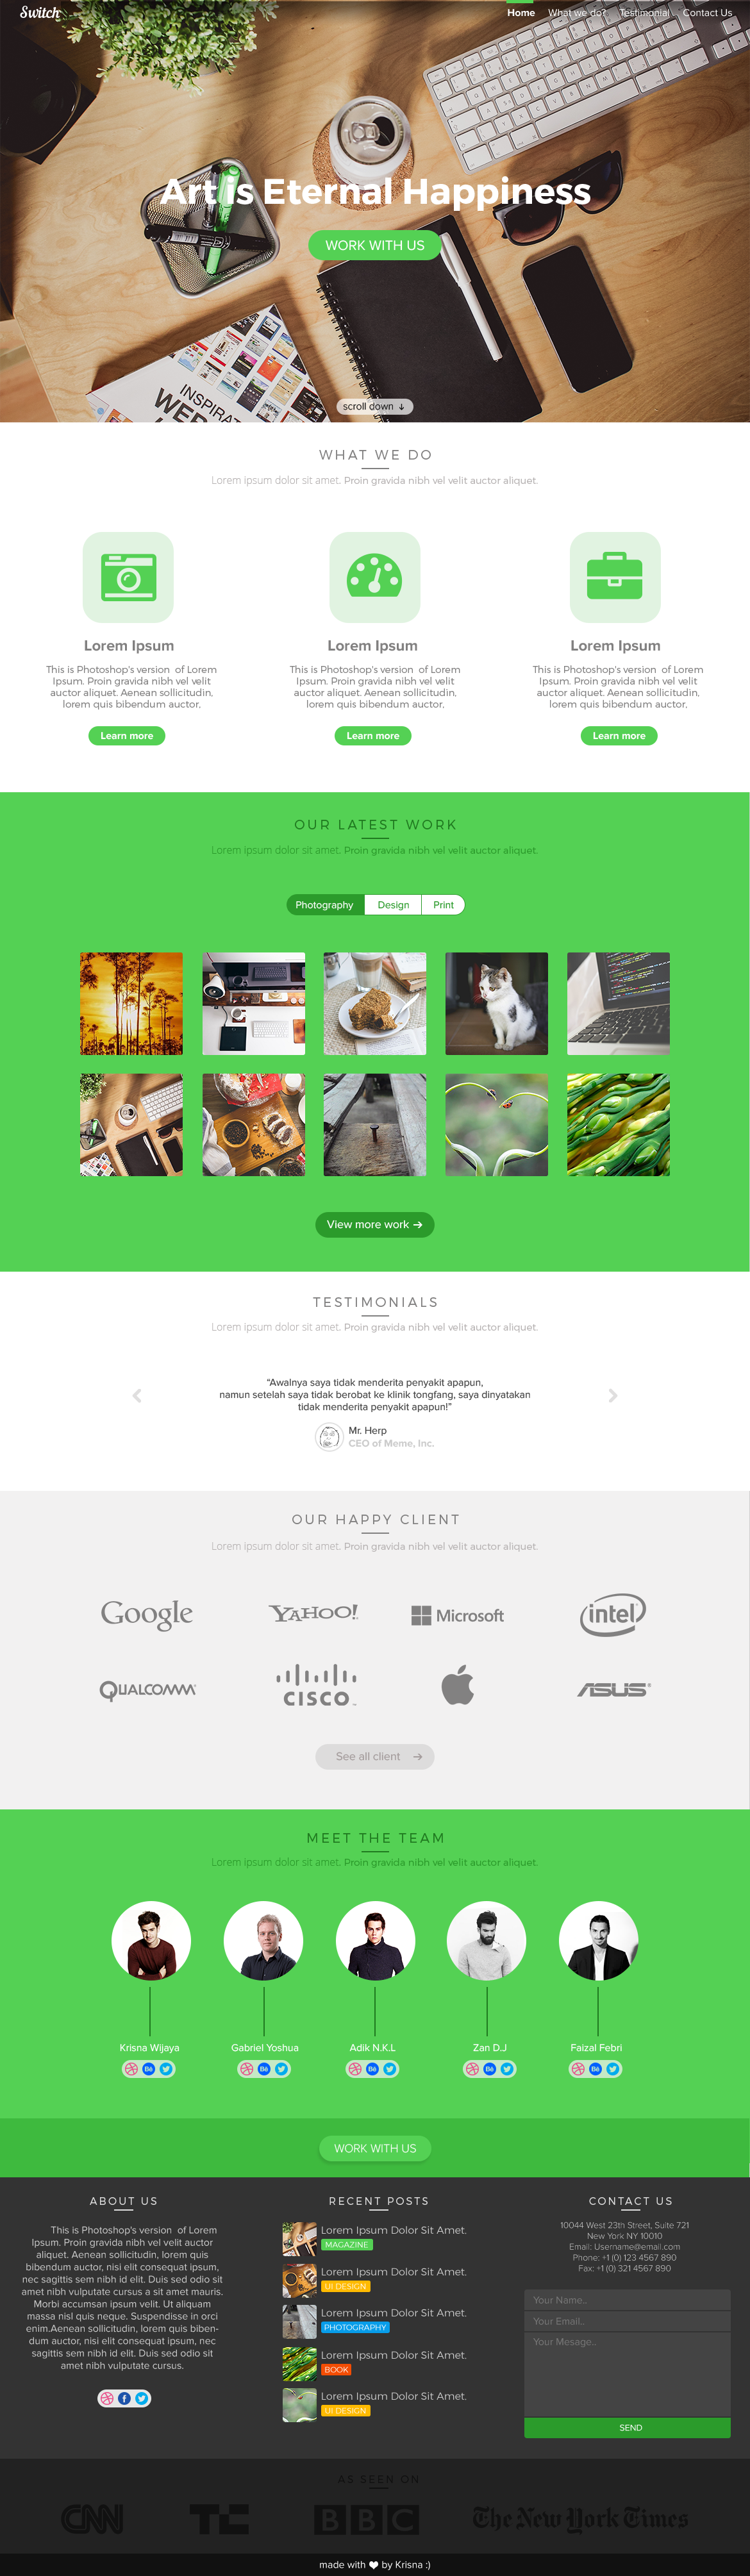 Switch
Home What we do? Testimonial Contact Us
Art is Eternal Happiness
WORK WITH US
INSPIRATI
WEB
scroll down ↓
WHAT WE DO
Lorem ipsum dolor sit amet. Proin gravida nibh vel velit auctor aliquet.
Lorem Ipsum
This is Photoshop's version of Lorem
Ipsum. Proin gravida nibh vel velit
auctor aliquet. Aenean sollicitudin,
lorem quis bibendum auctor,
Learn more
Lorem Ipsum
This is Photoshop's version of Lorem
Ipsum. Proin gravida nibh vel velit
auctor aliquet. Aenean sollicitudin,
lorem quis bibendum auctor,
Learn more
Lorem Ipsum
This is Photoshop's version of Lorem
Ipsum. Proin gravida nibh vel velit
auctor aliquet. Aenean sollicitudin,
lorem quis bibendum auctor,
Learn more
OUR LATEST WORK
Lorem ipsum dolor sit amet. Proin gravida nibh vel velit auctor aliquet.
Photography Design Print
View more work →
TESTIMONIALS
Lorem ipsum dolor sit amet. Proin gravida nibh vel velit auctor aliquet.
“Awalnya saya tidak menderita penyakit apapun,
namun setelah saya tidak berobat ke klinik tongfang, saya dinyatakan
tidak menderita penyakit apapun!”
Mr. Herp
CEO of Meme, Inc.
OUR HAPPY CLIENT
Lorem ipsum dolor sit amet. Proin gravida nibh vel velit auctor aliquet.
Google YAHOO! Microsoft intel
QUALCOMM CISCO ASUS
See all client →
MEET THE TEAM
Lorem ipsum dolor sit amet. Proin gravida nibh vel velit auctor aliquet.
Krisna Wijaya Gabriel Yoshua Adik N.K.L Zan D.J Faizal Febri
Bē Bē Bē Bē Bē
WORK WITH US
ABOUT US
This is Photoshop's version of Lorem
Ipsum. Proin gravida nibh vel velit auctor
aliquet. Aenean sollicitudin, lorem quis
bibendum auctor, nisi elit consequat ipsum,
nec sagittis sem nibh id elit. Duis sed odio sit
amet nibh vulputate cursus a sit amet mauris.
Morbi accumsan ipsum velit. Ut aliquam
massa nisl quis neque. Suspendisse in orci
enim.Aenean sollicitudin, lorem quis biben-
dum auctor, nisi elit consequat ipsum, nec
sagittis sem nibh id elit. Duis sed odio sit
amet nibh vulputate cursus.
RECENT POSTS
Lorem Ipsum Dolor Sit Amet.
MAGAZINE
Lorem Ipsum Dolor Sit Amet.
UI DESIGN
Lorem Ipsum Dolor Sit Amet.
PHOTOGRAPHY
Lorem Ipsum Dolor Sit Amet.
BOOK
Lorem Ipsum Dolor Sit Amet.
UI DESIGN
CONTACT US
10044 West 23th Street, Suite 721
New York NY 10010
Email: Username@email.com
Phone: +1 (0) 123 4567 890
Fax: +1 (0) 321 4567 890
Your Name..
Your Email..
Your Mesage..
SEND
AS SEEN ON
CNN TC BBC The New York Times
made with ♥ by Krisna :)